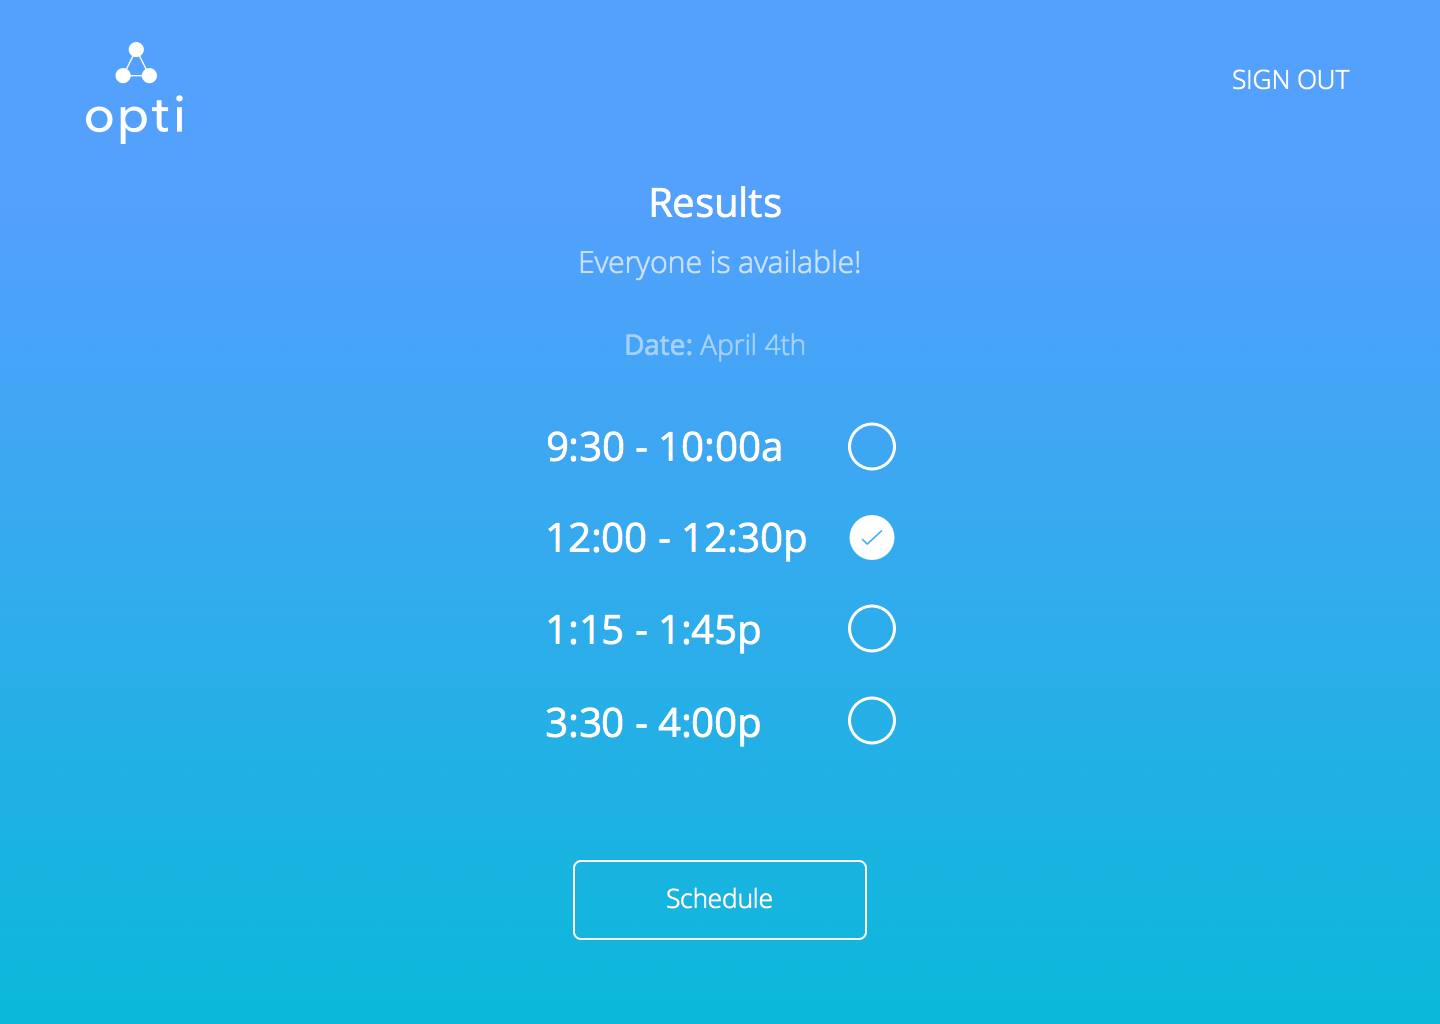 opti
SIGN OUT
Results
Everyone is available!
Date: April 4th
9:30 - 10:00a
12:00 - 12:30p
1:15 - 1:45p
3:30 - 4:00p
Schedule